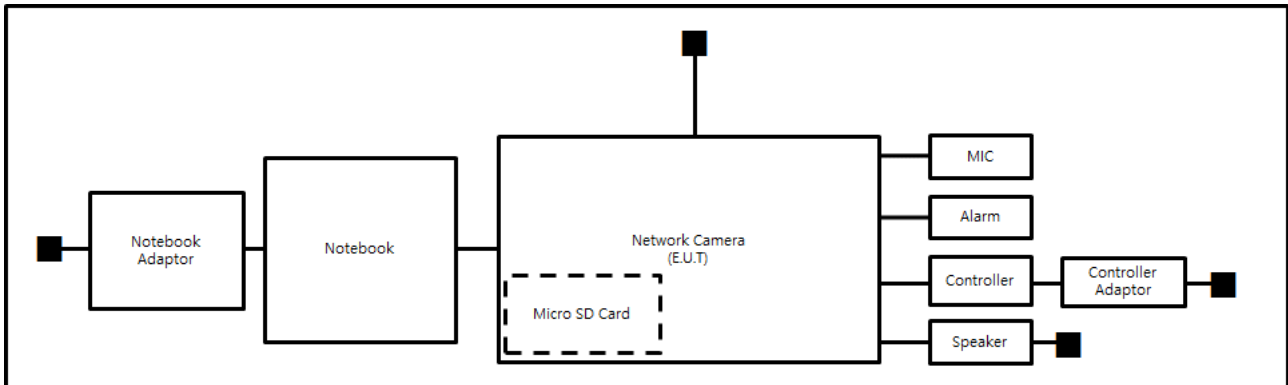 Notebook
Adaptor
Notebook
Network Camera
(E.U.T)
Micro SD Card
MIC
Alarm
Controller
Controller
Adaptor
Speaker